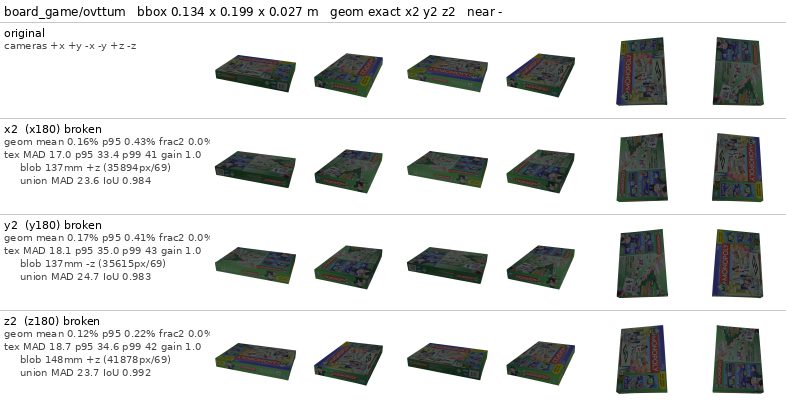 board_game/ovttum bbox 0.134 x 0.199 x 0.027 m geom exact x2 y2 z2 near -
original
cameras +x +y -x -y +z -z
x2 (x180) broken
geom mean 0.16% p95 0.43% frac2 0.0%
tex MAD 17.0 p95 33.4 p99 41 gain 1.0
blob 137mm +z (35894px/69)
union MAD 23.6 IoU 0.984
y2 (y180) broken
geom mean 0.17% p95 0.41% frac2 0.0%
tex MAD 18.1 p95 35.0 p99 43 gain 1.0
blob 137mm -z (35615px/69)
union MAD 24.7 IoU 0.983
z2 (z180) broken
geom mean 0.12% p95 0.22% frac2 0.0%
tex MAD 18.7 p95 34.6 p99 42 gain 1.0
blob 148mm +z (41878px/69)
union MAD 23.7 IoU 0.992